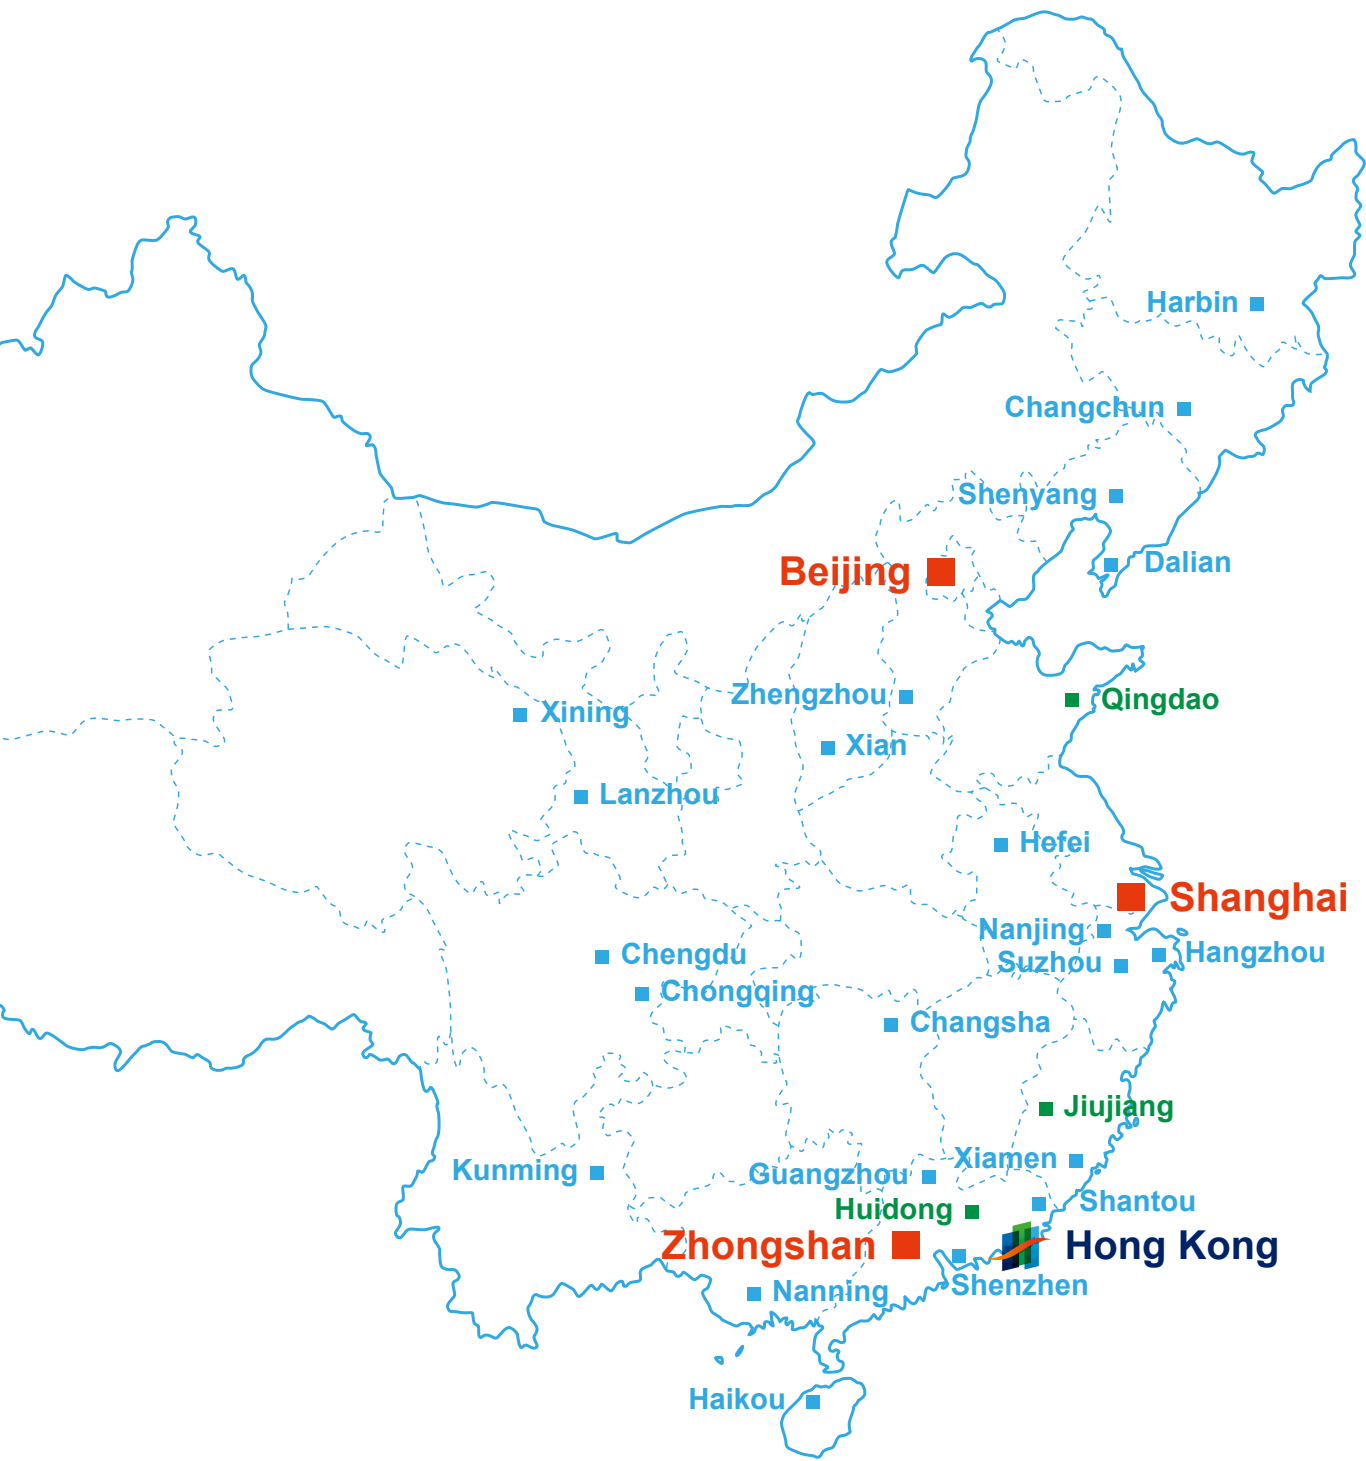 Harbin
Changchun
Shenyang
Dalian
Beijing
Zhengzhou
Qingdao
Xining
Xian
Lanzhou
Hefei
Shanghai
Nanjing
Hangzhou
Suzhou
Chengdu
Chongqing
Changsha
Jiujiang
Xiamen
Kunming
Guangzhou
Shantou
Huidong
Zhongshan
Hong Kong
Shenzhen
Nanning
Haikou